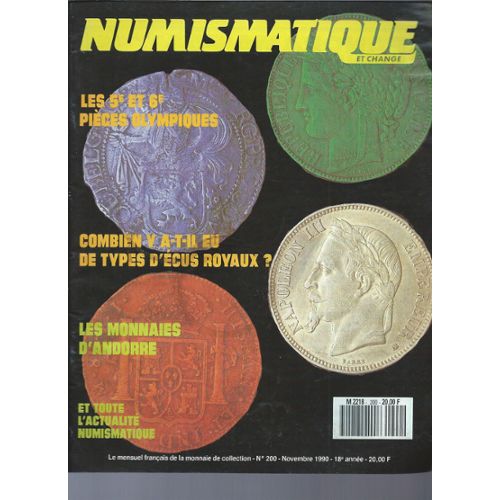 NUMISMATIQUE
ET CHANGE
LES 5e ET 6e
PIÈCES OLYMPIQUES
COMBIEN Y A-T-IL EU
DE TYPES D'ÉCUS ROYAUX ?
NAPOLEON III EMPEREUR
BARRE
LES MONNAIES
D'ANDORRE
ET TOUTE
L'ACTUALITÉ
NUMISMATIQUE
M 2218 - 200 - 20,00 F
Le mensuel français de la monnaie de collection - N° 200 - Novembre 1990 - 18e année - 20,00 F